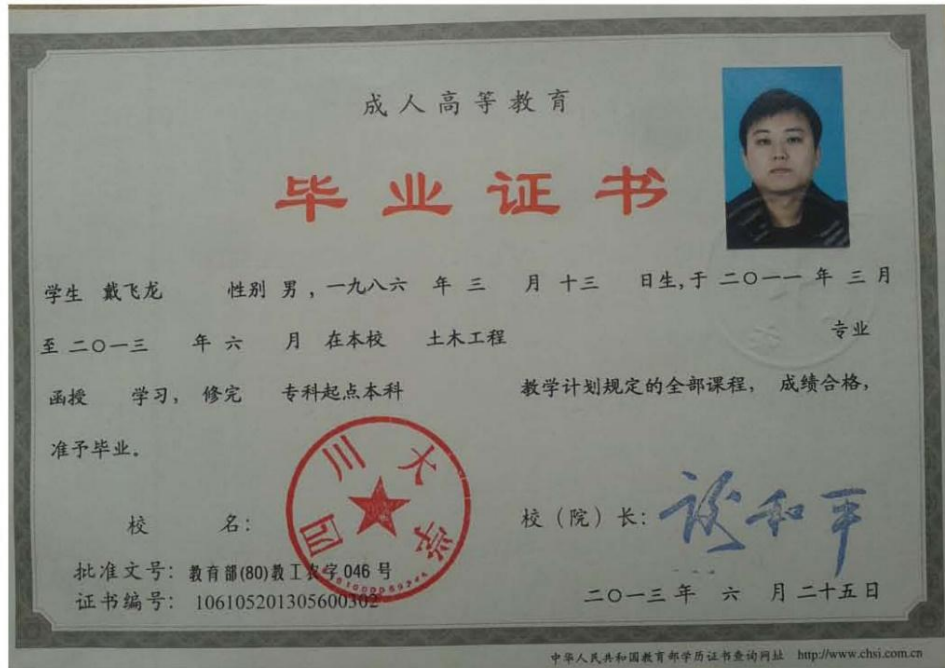 成人高等教育
毕业证书
学生 戴飞龙 性别 男 , 一九八六 年 三 月 十三 日生, 于 二〇一一 年 三 月
至 二〇一三 年 六 月 在本校 土木工程 专业
函授 学习, 修完 专科起点本科 教学计划规定的全部课程, 成绩合格,
准予毕业。
四川大学
校 名:
校（院）长: 谢和平
批准文号: 教育部(80)教工农字 046 号
证书编号: 106105201305600302
二〇一三 年 六 月 二十五 日
中华人民共和国教育部学历证书查询网址 http://www.chsi.com.cn